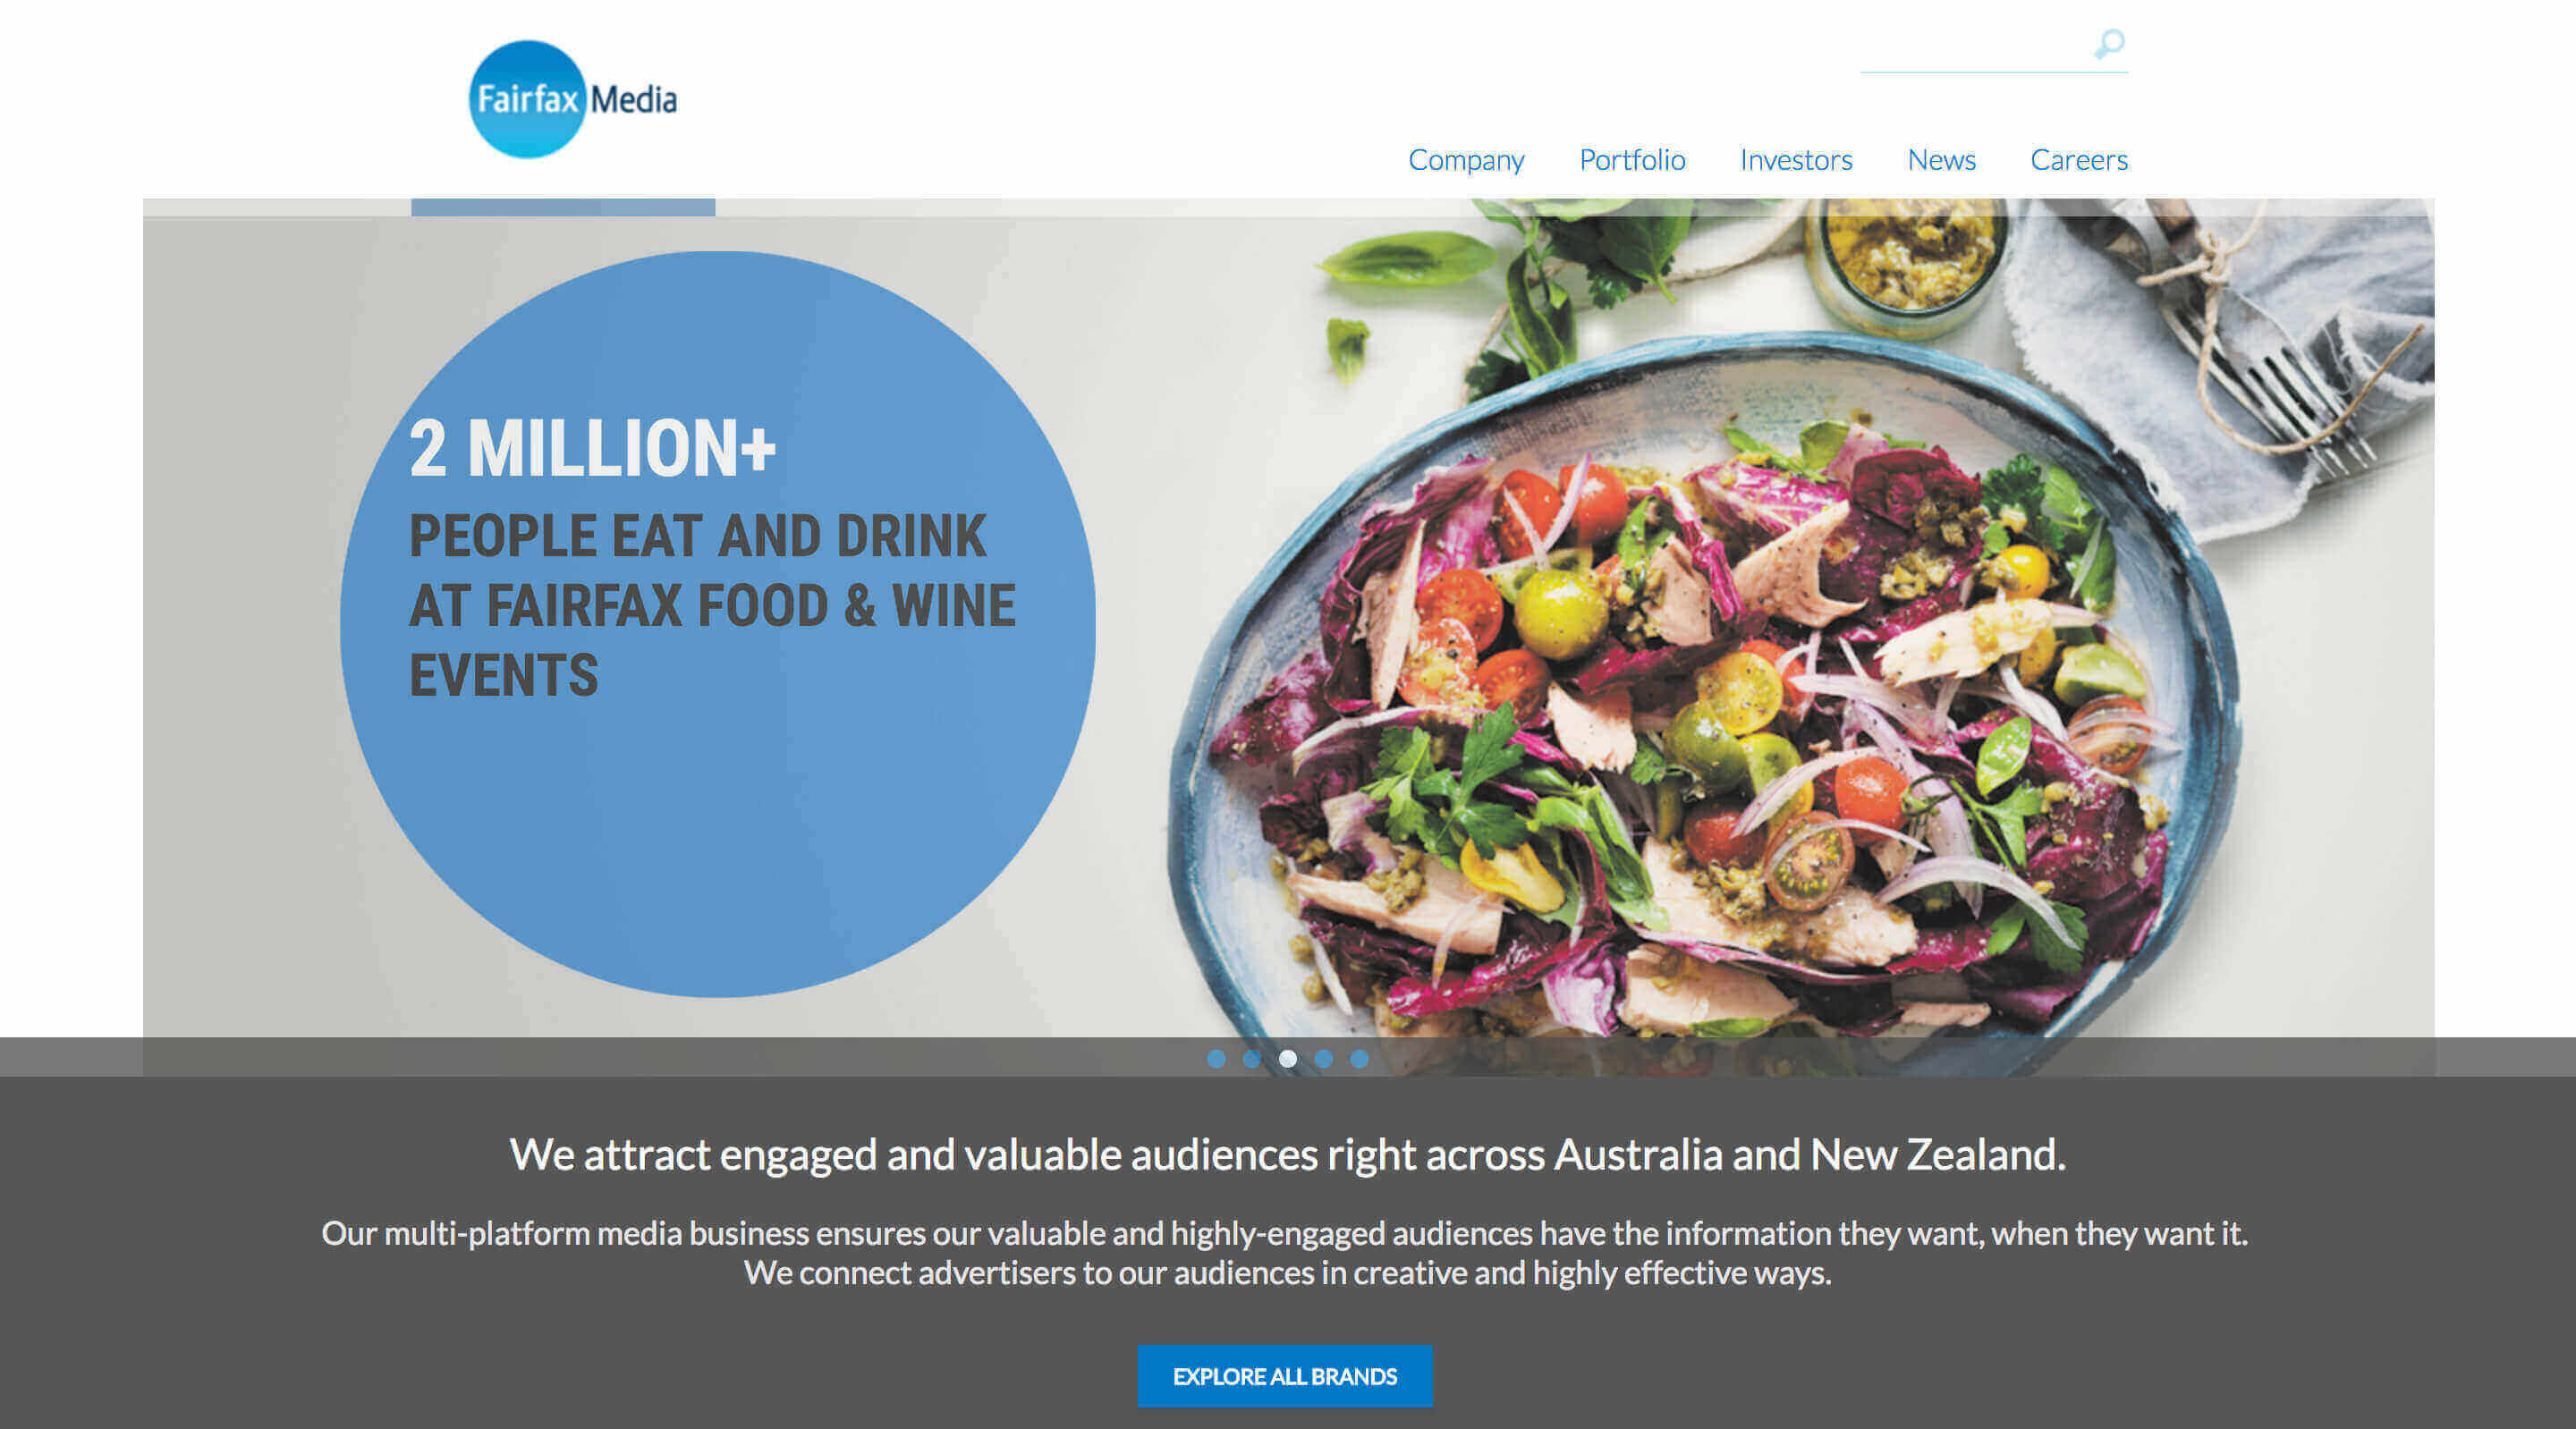 Fairfax Media
Company Portfolio Investors News Careers
2 MILLION+
PEOPLE EAT AND DRINK
AT FAIRFAX FOOD & WINE
EVENTS
We attract engaged and valuable audiences right across Australia and New Zealand.
Our multi-platform media business ensures our valuable and highly-engaged audiences have the information they want, when they want it.
We connect advertisers to our audiences in creative and highly effective ways.
EXPLORE ALL BRANDS